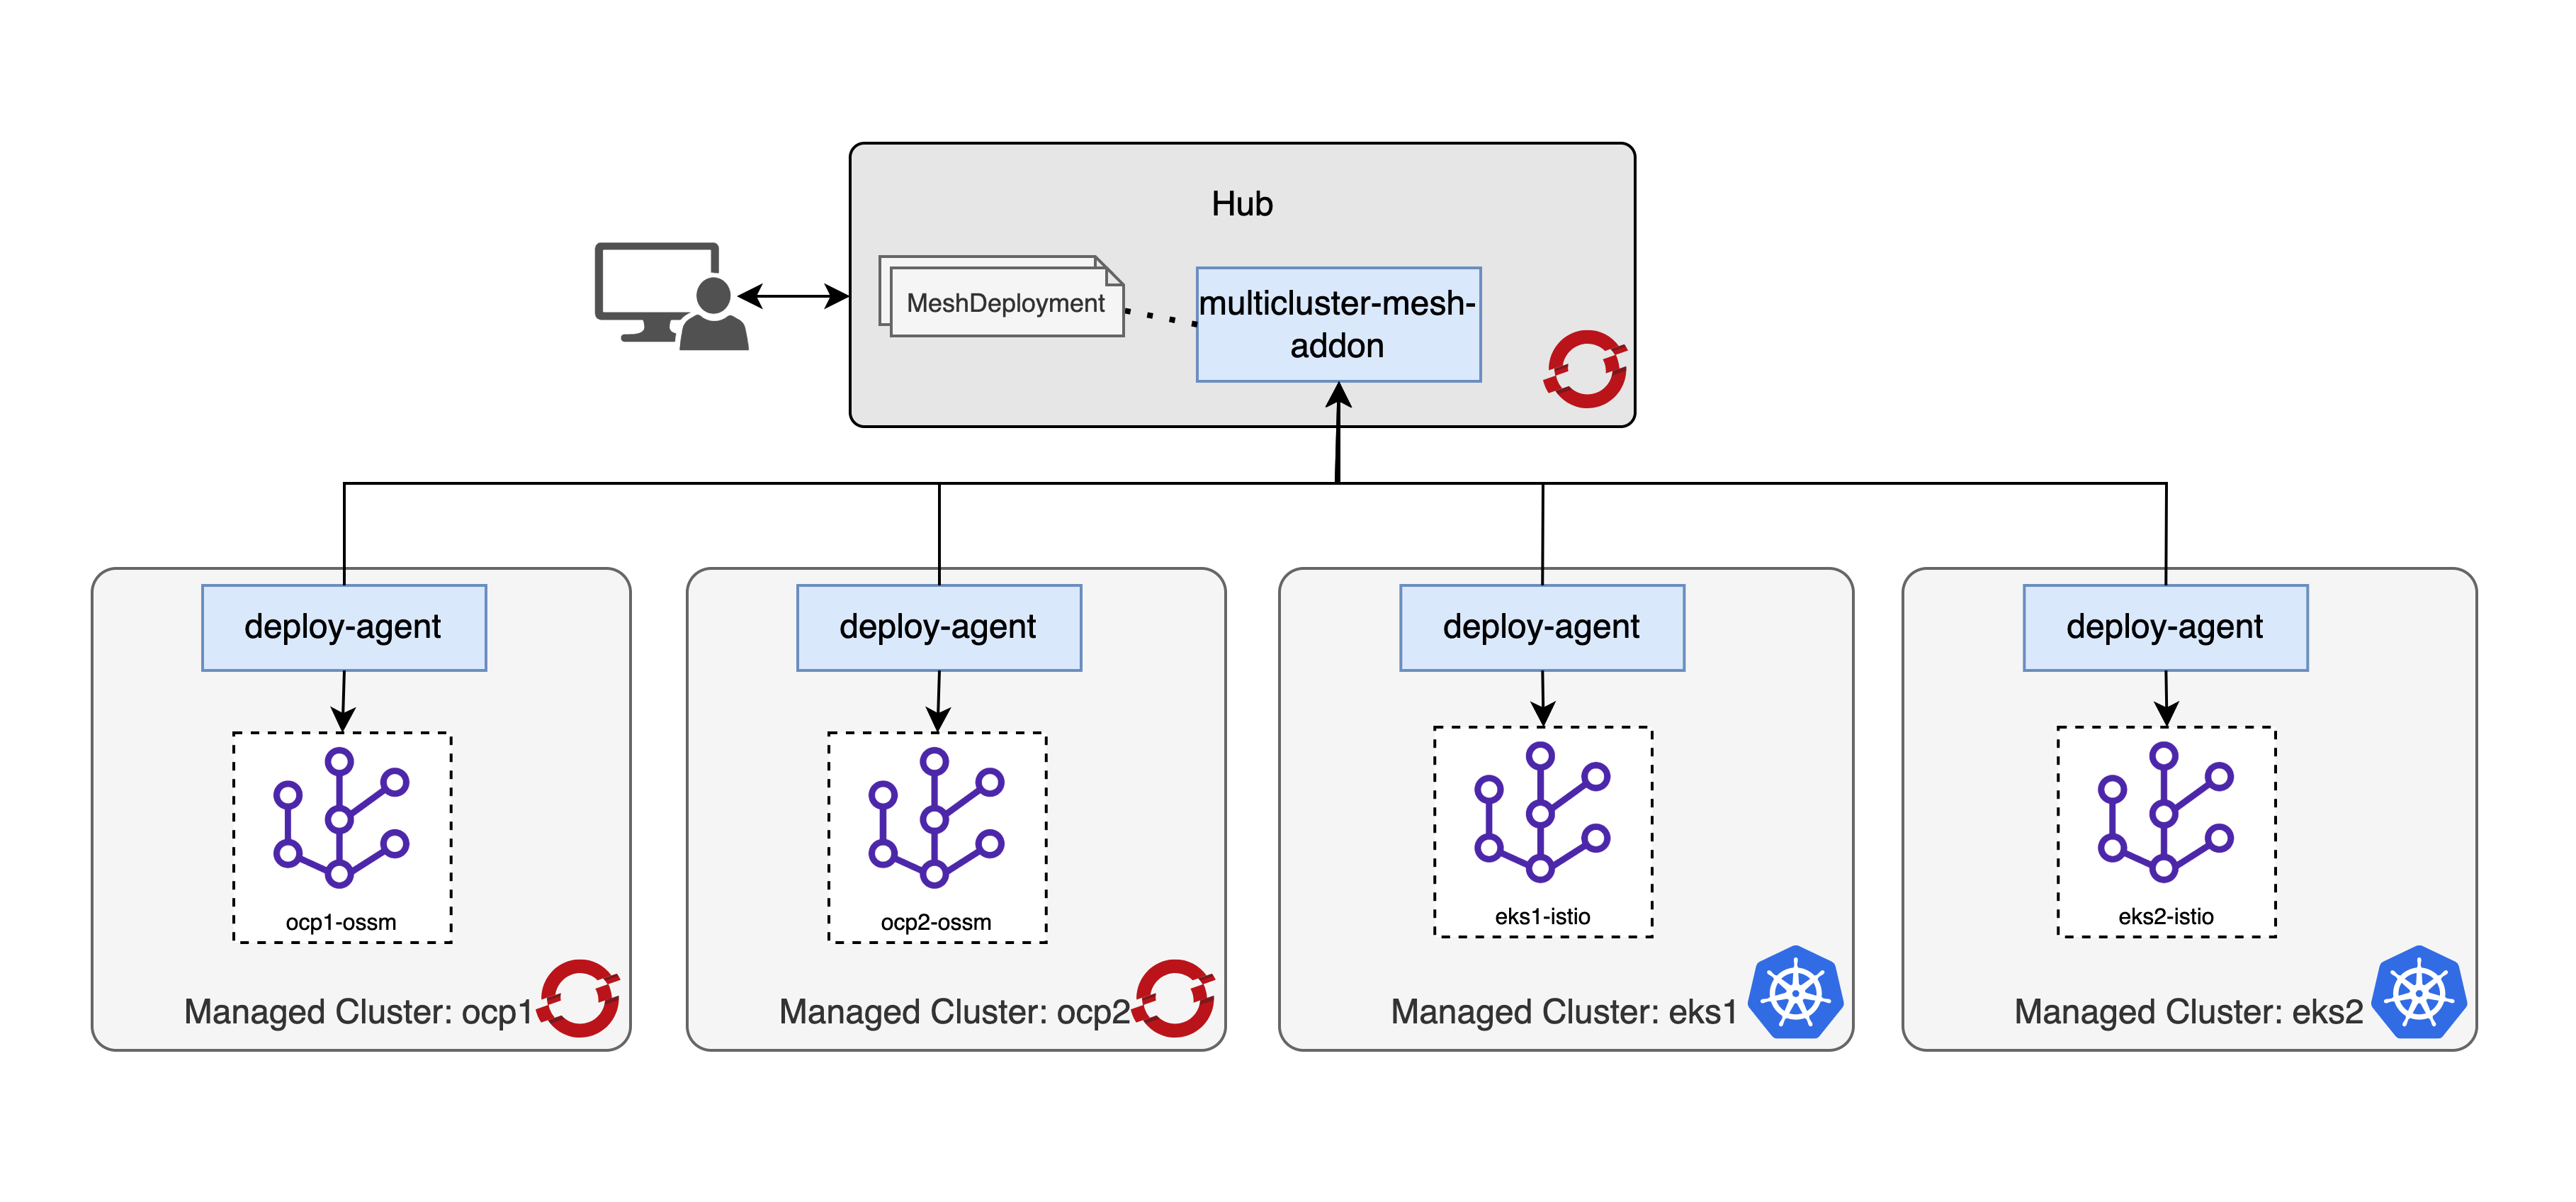 Hub
MeshDeployment
multicluster-mesh-
addon
deploy-agent
deploy-agent
deploy-agent
deploy-agent
ocp1-ossm
ocp2-ossm
eks1-istio
eks2-istio
Managed Cluster: ocp1
Managed Cluster: ocp2
Managed Cluster: eks1
Managed Cluster: eks2